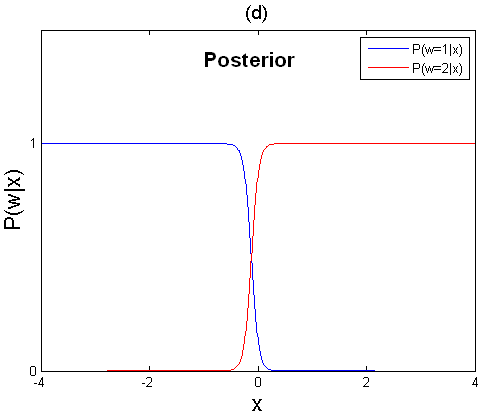 (d)
Posterior
P(w=1|x)
P(w=2|x)
P(w|x)
1
0
-4
-2
0
2
4
x